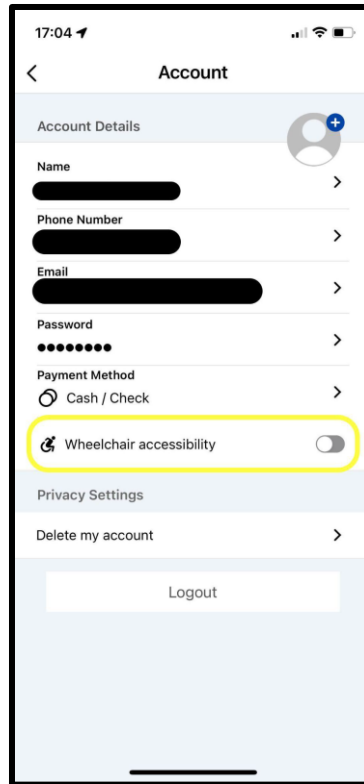 17:04
Account
Account Details
Name
Phone Number
Email
Password
Payment Method
Cash / Check
Wheelchair accessibility
Privacy Settings
Delete my account
Logout